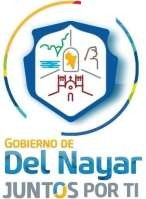 GOBIERNO DE
Del Nayar
JUNTOS POR TI